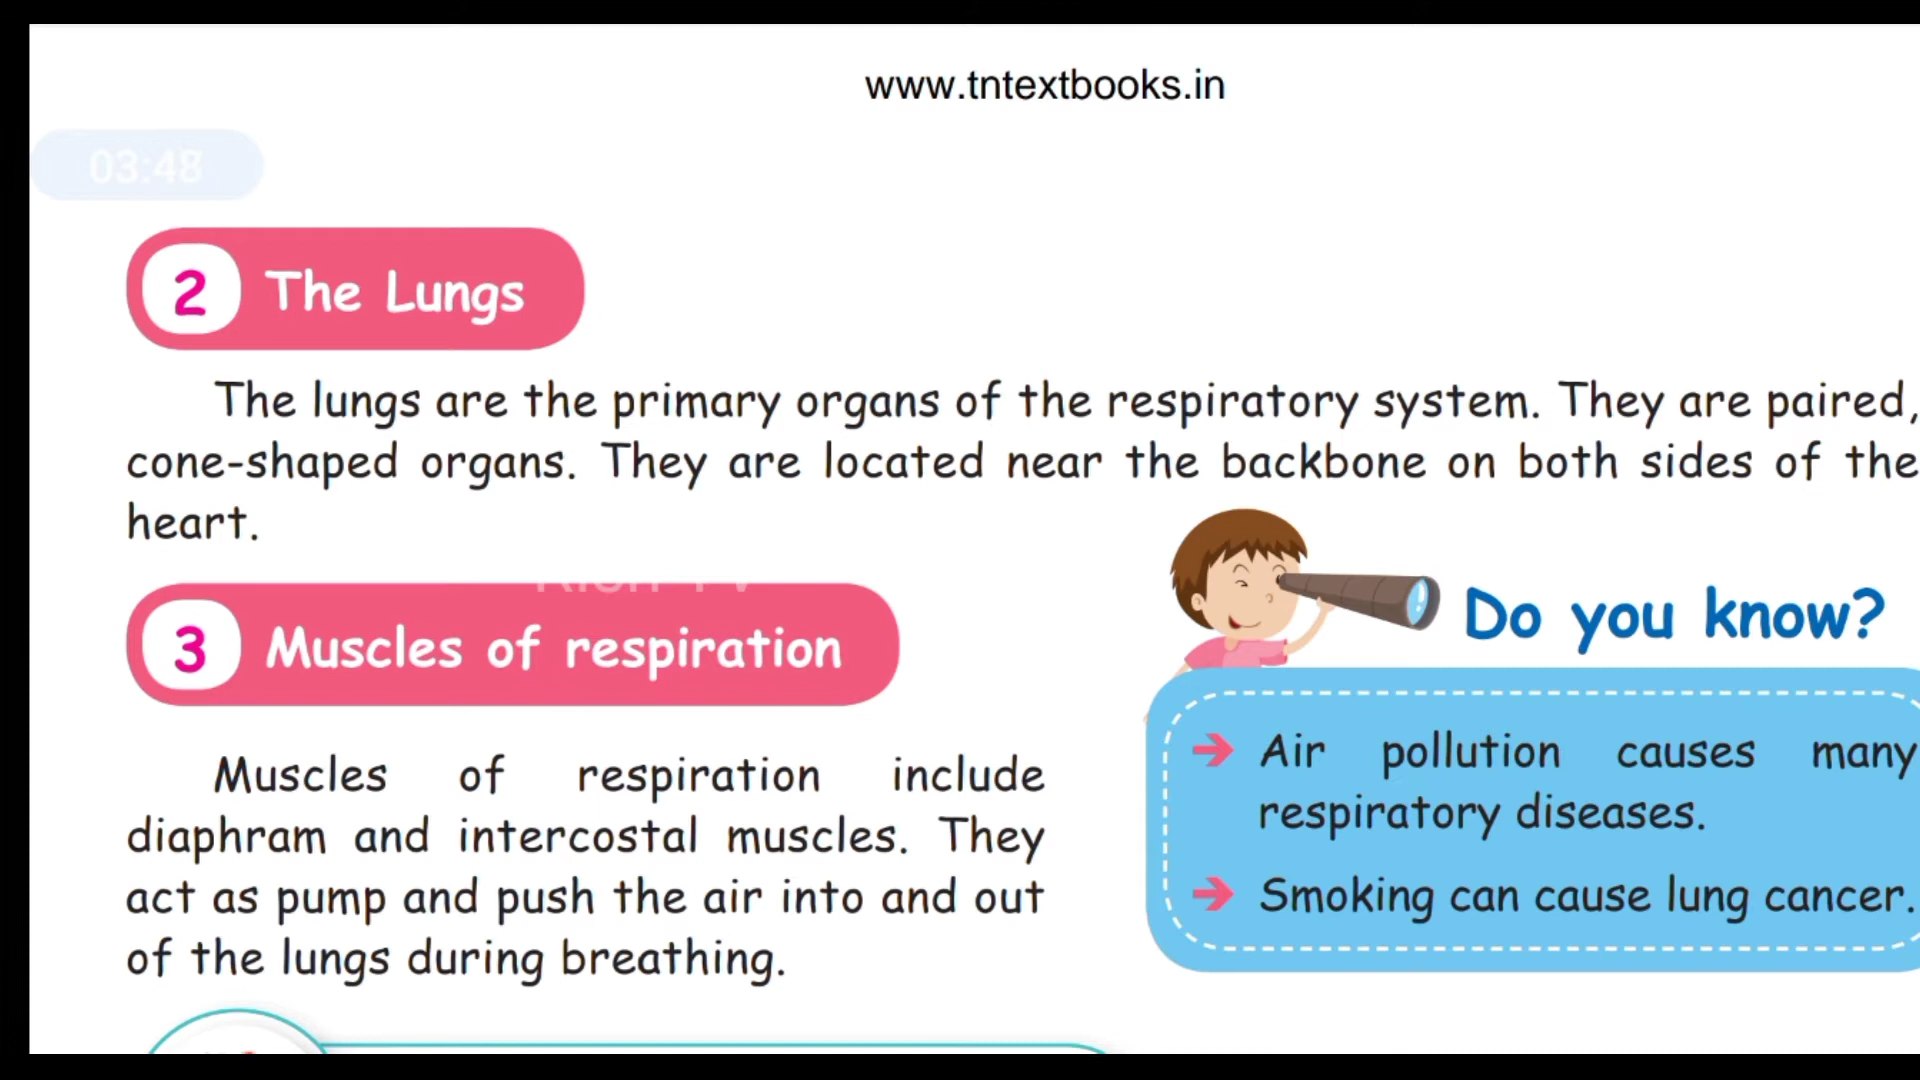 www.tntextbooks.in
03:48
2 The Lungs
The lungs are the primary organs of the respiratory system. They are paired,
cone-shaped organs. They are located near the backbone on both sides of the
heart.
3 Muscles of respiration
Muscles of respiration include
diaphram and intercostal muscles. They
act as pump and push the air into and out
of the lungs during breathing.
Do you know?
➔ Air pollution causes many
respiratory diseases.
➔ Smoking can cause lung cancer.